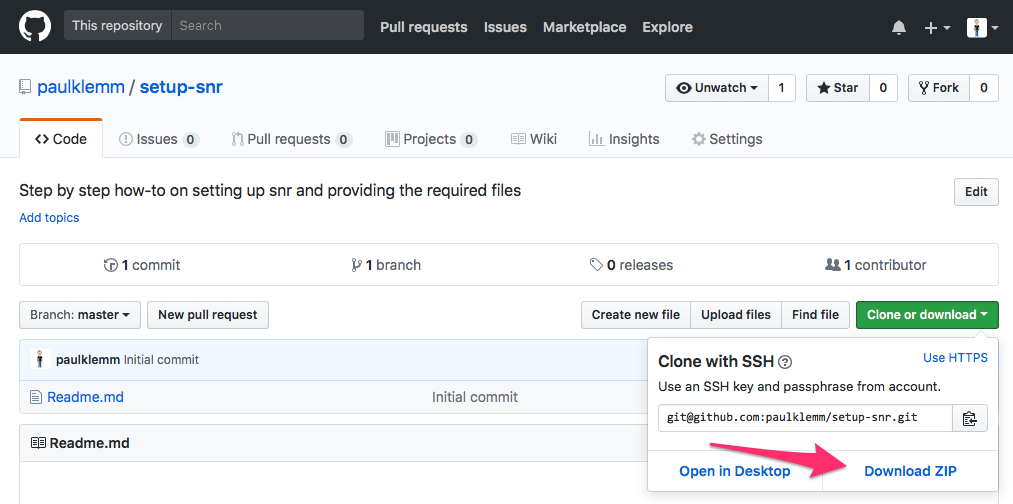 This repository Search Pull requests Issues Marketplace Explore
paulklemm / setup-snr Unwatch 1 Star 0 Fork 0
Code Issues 0 Pull requests 0 Projects 0 Wiki Insights Settings
Step by step how-to on setting up snr and providing the required files Edit
Add topics
1 commit 1 branch 0 releases 1 contributor
Branch: master New pull request Create new file Upload files Find file Clone or download
paulklemm Initial commit
Readme.md Initial commit
Readme.md
Clone with SSH Use HTTPS
Use an SSH key and passphrase from account.
git@github.com:paulklemm/setup-snr.git
Open in Desktop Download ZIP